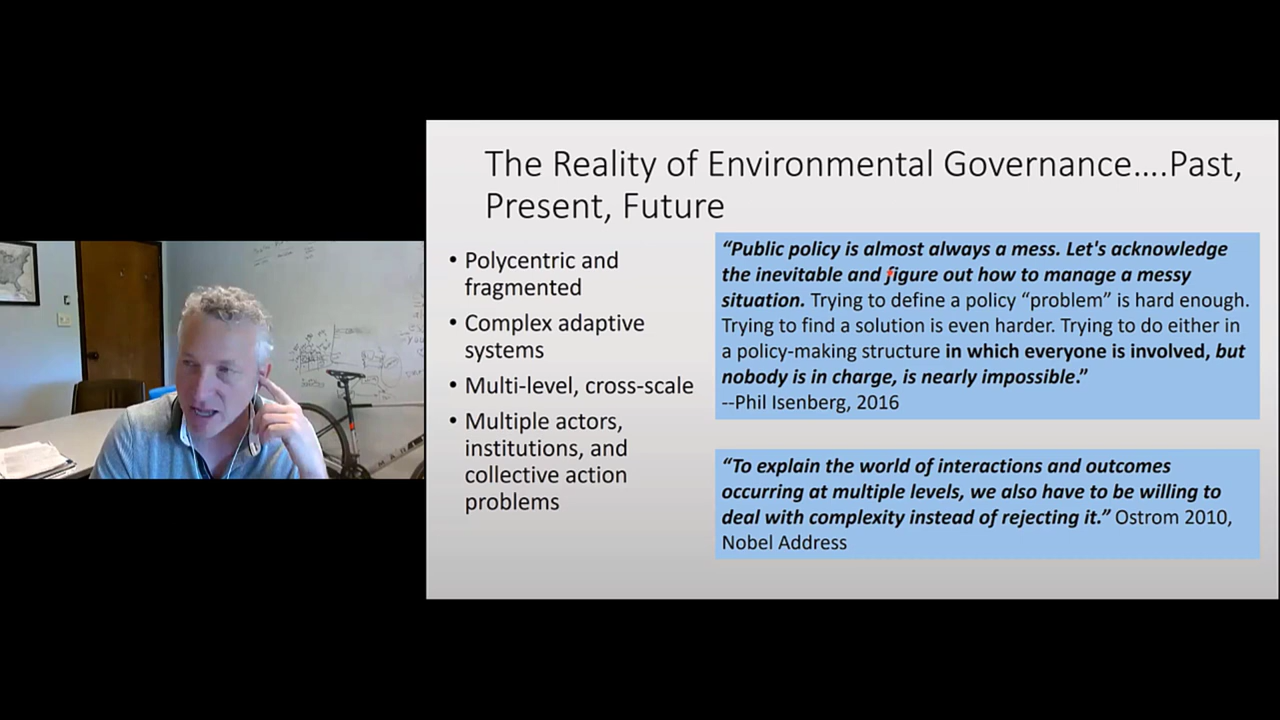 The Reality of Environmental Governance....Past,
Present, Future
• Polycentric and
fragmented
• Complex adaptive
systems
• Multi-level, cross-scale
• Multiple actors,
institutions, and
collective action
problems
“Public policy is almost always a mess. Let's acknowledge
the inevitable and figure out how to manage a messy
situation. Trying to define a policy “problem” is hard enough.
Trying to find a solution is even harder. Trying to do either in
a policy-making structure in which everyone is involved, but
nobody is in charge, is nearly impossible.”
--Phil Isenberg, 2016
“To explain the world of interactions and outcomes
occurring at multiple levels, we also have to be willing to
deal with complexity instead of rejecting it.” Ostrom 2010,
Nobel Address